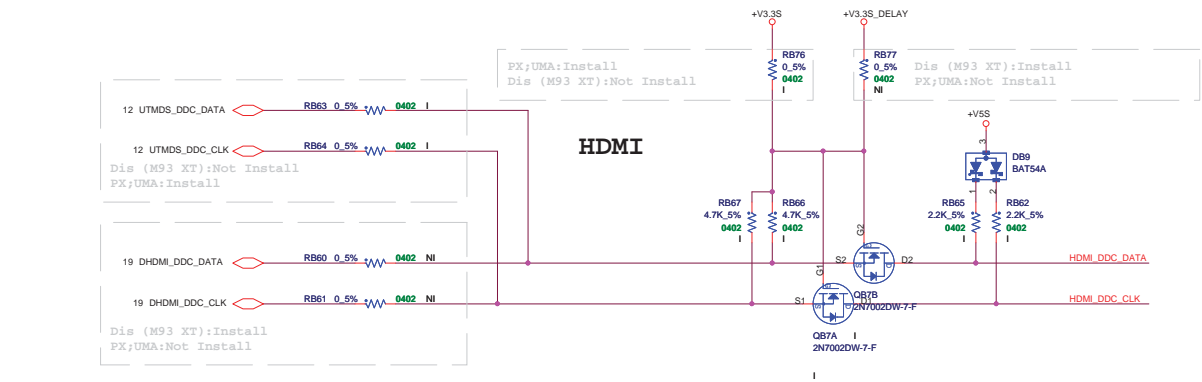 +V3.3S
+V3.3S_DELAY
PX;UMA:Install
Dis (M93 XT):Not Install
RB76
0_5%
0402
I
RB77
0_5%
0402
NI
Dis (M93 XT):Install
PX;UMA:Not Install
12 UTMDS_DDC_DATA
RB63 0_5% 0402 I
12 UTMDS_DDC_CLK
RB64 0_5% 0402 I
Dis (M93 XT):Not Install
PX;UMA:Install
HDMI
+V5S
3
DB9
BAT54A
1
2
RB67
4.7K_5%
0402
I
RB66
4.7K_5%
0402
I
RB65
2.2K_5%
0402
I
RB62
2.2K_5%
0402
I
19 DHDMI_DDC_DATA
RB60 0_5% 0402 NI
S2
G2
D2
S
G
D
HDMI_DDC_DATA
QB7B
2N7002DW-7-F
I
19 DHDMI_DDC_CLK
RB61 0_5% 0402 NI
S1
G1
D1
S
G
D
HDMI_DDC_CLK
QB7A
2N7002DW-7-F
I
Dis (M93 XT):Install
PX;UMA:Not Install